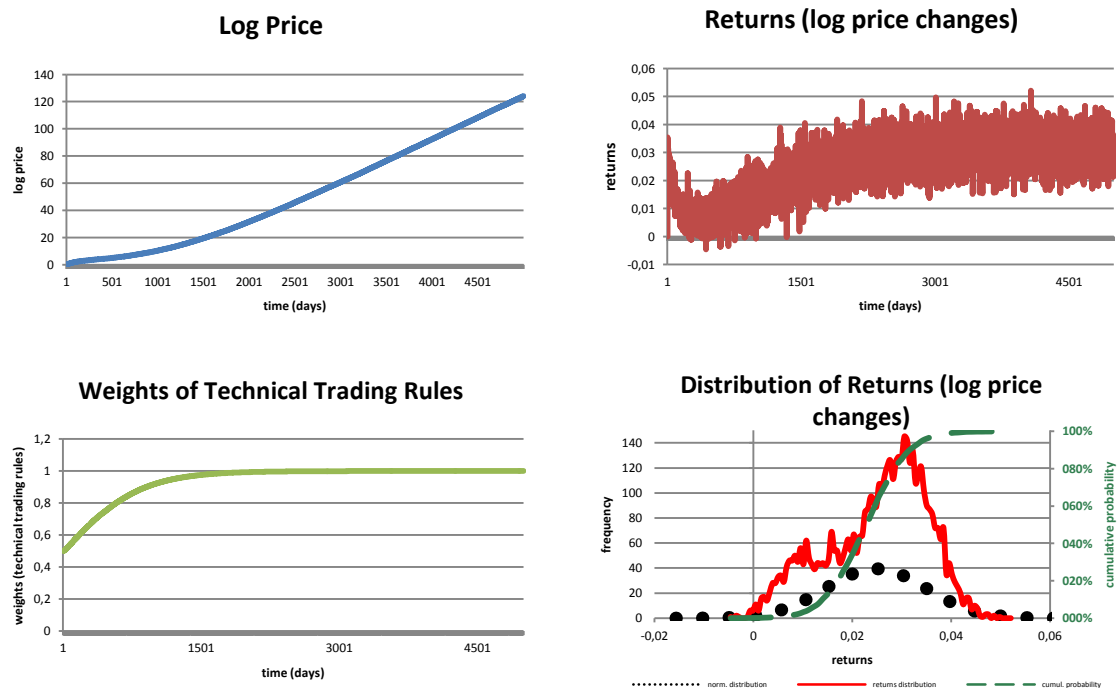 Log Price
140
120
100
80
60
40
20
0
1 501 1001 1501 2001 2501 3001 3501 4001 4501
log price
time (days)
Returns (log price changes)
0,06
0,05
0,04
0,03
0,02
0,01
0
-0,01
1 1501 3001 4501
returns
time (days)
Weights of Technical Trading Rules
1,2
1
0,8
0,6
0,4
0,2
0
1 1501 3001 4501
weights (technical trading rules)
time (days)
Distribution of Returns (log price
changes)
140
120
100
80
60
40
20
0
-0,02 0 0,02 0,04 0,06
frequency
returns
100%
080%
060%
040%
020%
000%
cumulative probability
norm. distribution returns distribution cumul. probability